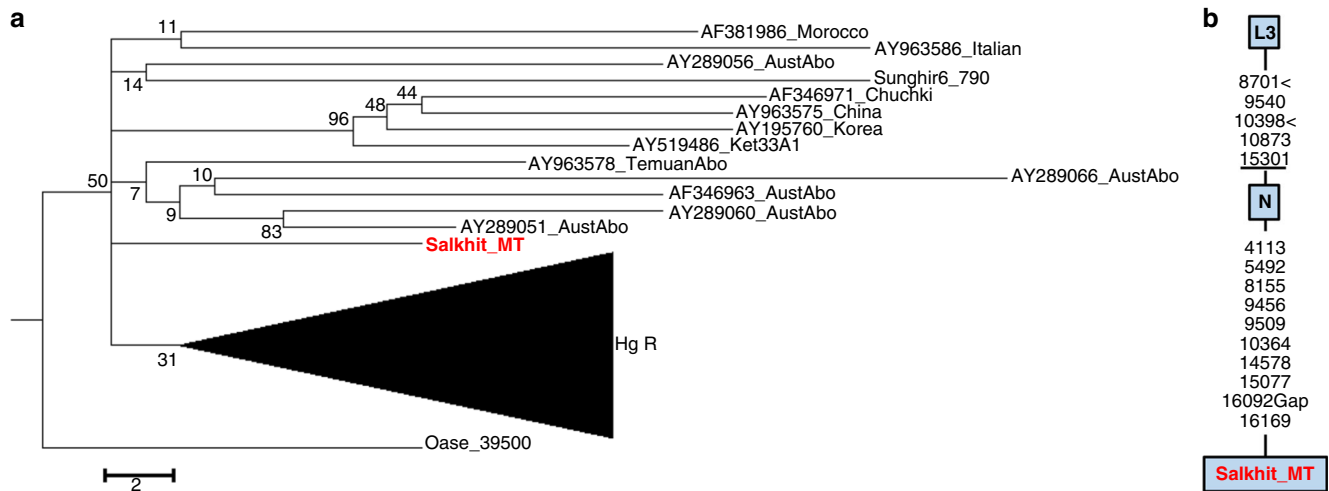 a
11
AF381986_Morocco
AY963586_Italian
AY289056_AustAbo
14
Sunghir6_790
44
AF346971_Chuchki
48
AY963575_China
96
AY195760_Korea
AY519486_Ket33A1
50
AY963578_TemuanAbo
7
10
AY289066_AustAbo
AF346963_AustAbo
9
AY289060_AustAbo
83
AY289051_AustAbo
Salkhit_MT
31
Hg R
Oase_39500
2
b
L3
8701<
9540
10398<
10873
15301
N
4113
5492
8155
9456
9509
10364
14578
15077
16092Gap
16169
Salkhit_MT